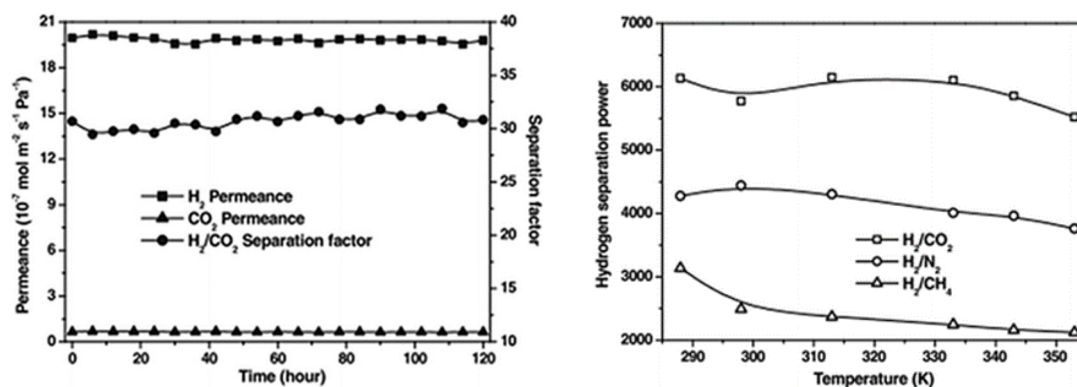 21
18
15
12
9
6
3
0
Permeance (10⁻⁷ mol m⁻² s⁻¹ Pa⁻¹)
H₂ Permeance
CO₂ Permeance
H₂/CO₂ Separation factor
0 20 40 60 80 100 120
Time (hour)
40
35
30
25
20
15
10
Separation factor
7000
6000
5000
4000
3000
2000
Hydrogen separation power
H₂/CO₂
H₂/N₂
H₂/CH₄
290 300 310 320 330 340 350
Temperature (K)